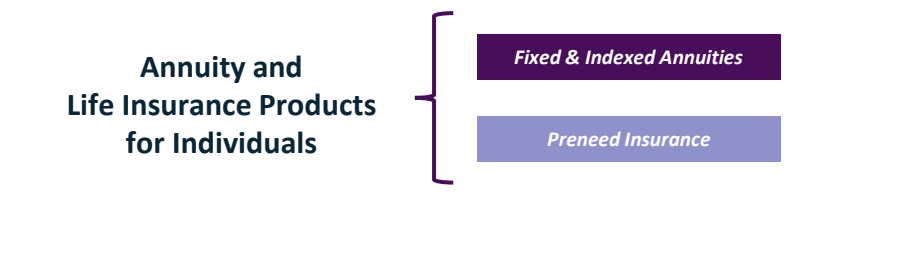 Annuity and
Life Insurance Products
for Individuals
Fixed & Indexed Annuities
Preneed Insurance